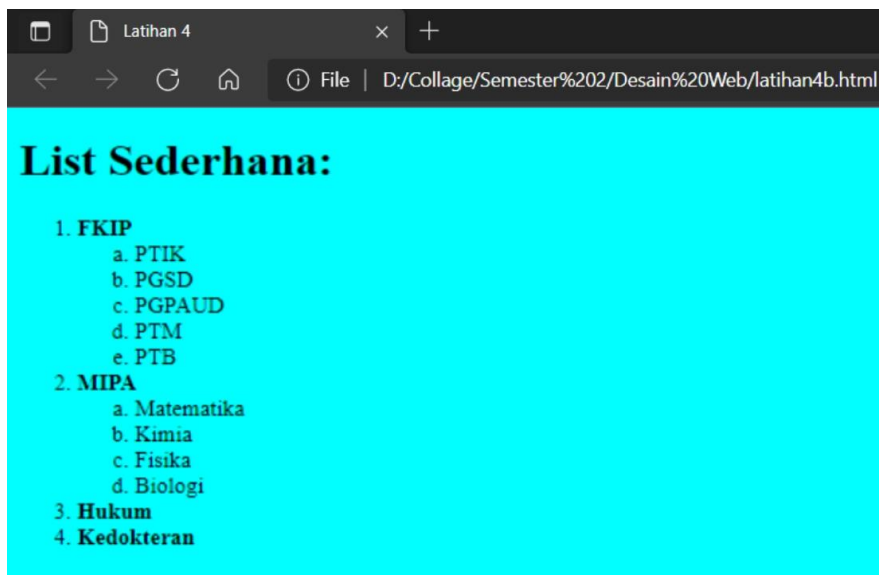 Latihan 4
File | D:/Collage/Semester%202/Desain%20Web/latihan4b.html
List Sederhana:
1. FKIP
a. PTIK
b. PGSD
c. PGPAUD
d. PTM
e. PTB
2. MIPA
a. Matematika
b. Kimia
c. Fisika
d. Biologi
3. Hukum
4. Kedokteran